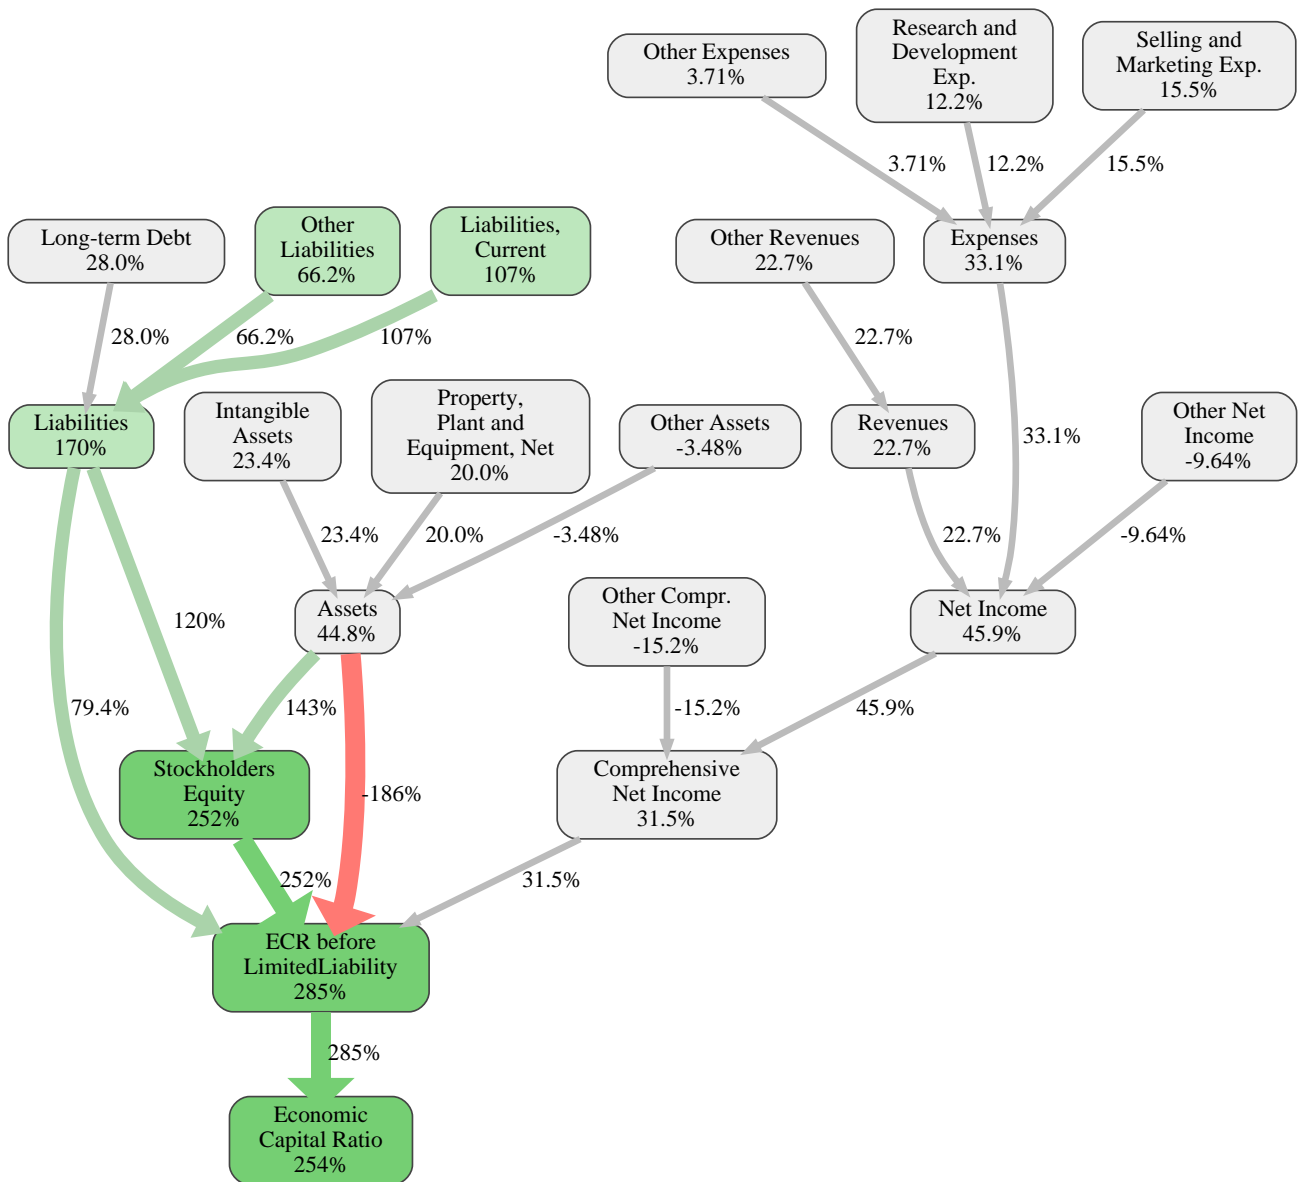 Other Expenses
3.71%
Research and
Development
Exp.
12.2%
Selling and
Marketing Exp.
15.5%
3.71%
12.2%
15.5%
Long-term Debt
28.0%
Other
Liabilities
66.2%
Liabilities,
Current
107%
Other Revenues
22.7%
Expenses
33.1%
28.0%
66.2%
107%
22.7%
Liabilities
170%
Intangible
Assets
23.4%
Property,
Plant and
Equipment, Net
20.0%
Other Assets
-3.48%
Revenues
22.7%
33.1%
Other Net
Income
-9.64%
23.4%
20.0%
-3.48%
22.7%
-9.64%
120%
Assets
44.8%
Other Compr.
Net Income
-15.2%
Net Income
45.9%
79.4%
143%
-15.2%
45.9%
Stockholders
Equity
252%
-186%
Comprehensive
Net Income
31.5%
252%
31.5%
ECR before
LimitedLiability
285%
285%
Economic
Capital Ratio
254%